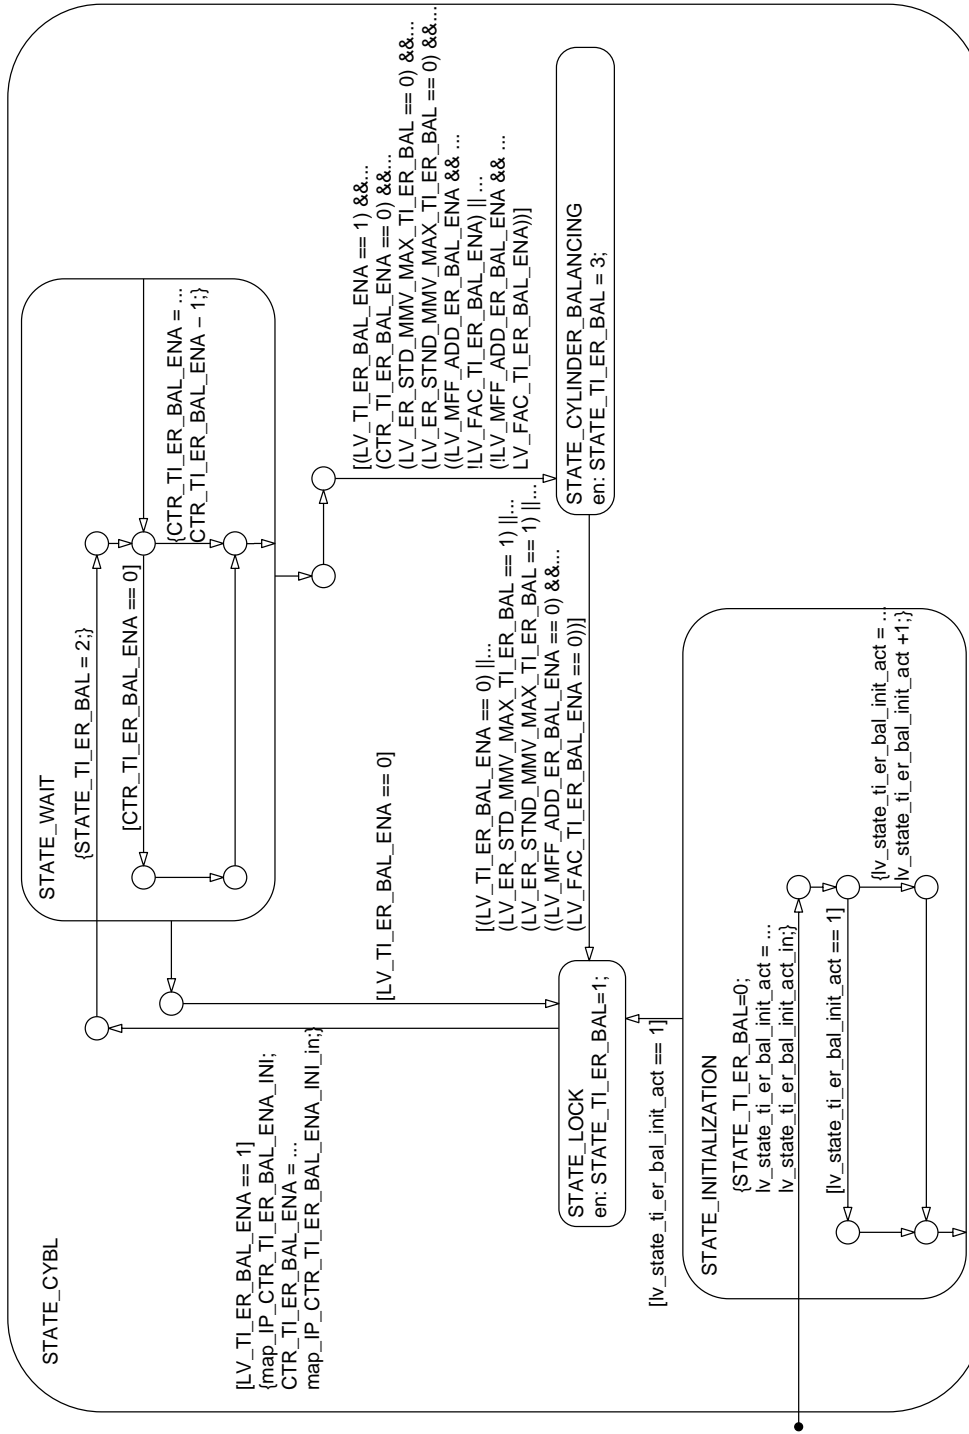 STATE_CYBL
[LV_TI_ER_BAL_ENA == 1]
{map_IP_CTR_TI_ER_BAL_ENA_INI;
CTR_TI_ER_BAL_ENA = ...
map_IP_CTR_TI_ER_BAL_ENA_INI_in;}
STATE_WAIT
{STATE_TI_ER_BAL = 2;}
[CTR_TI_ER_BAL_ENA == 0]
{CTR_TI_ER_BAL_ENA = ...
CTR_TI_ER_BAL_ENA − 1;}
[LV_TI_ER_BAL_ENA == 0]
[(LV_TI_ER_BAL_ENA == 1) &&...
(CTR_TI_ER_BAL_ENA == 0) &&...
(LV_ER_STD_MMV_MAX_TI_ER_BAL == 0) &&...
(LV_ER_STND_MMV_MAX_TI_ER_BAL == 0) &&...
((LV_MFF_ADD_ER_BAL_ENA && ...
!LV_FAC_TI_ER_BAL_ENA) || ...
(!LV_MFF_ADD_ER_BAL_ENA && ...
LV_FAC_TI_ER_BAL_ENA))]
[(LV_TI_ER_BAL_ENA == 0) ||...
(LV_ER_STD_MMV_MAX_TI_ER_BAL == 1) ||...
(LV_ER_STND_MMV_MAX_TI_ER_BAL == 1) ||...
((LV_MFF_ADD_ER_BAL_ENA == 0) &&...
(LV_FAC_TI_ER_BAL_ENA == 0))]
STATE_LOCK
en: STATE_TI_ER_BAL=1;
STATE_CYLINDER_BALANCING
en: STATE_TI_ER_BAL = 3;
[lv_state_ti_er_bal_init_act == 1]
STATE_INITIALIZATION
{STATE_TI_ER_BAL=0;
lv_state_ti_er_bal_init_act = ...
lv_state_ti_er_bal_init_act_in;}
[lv_state_ti_er_bal_init_act == 1]
{lv_state_ti_er_bal_init_act = ...
lv_state_ti_er_bal_init_act +1;}